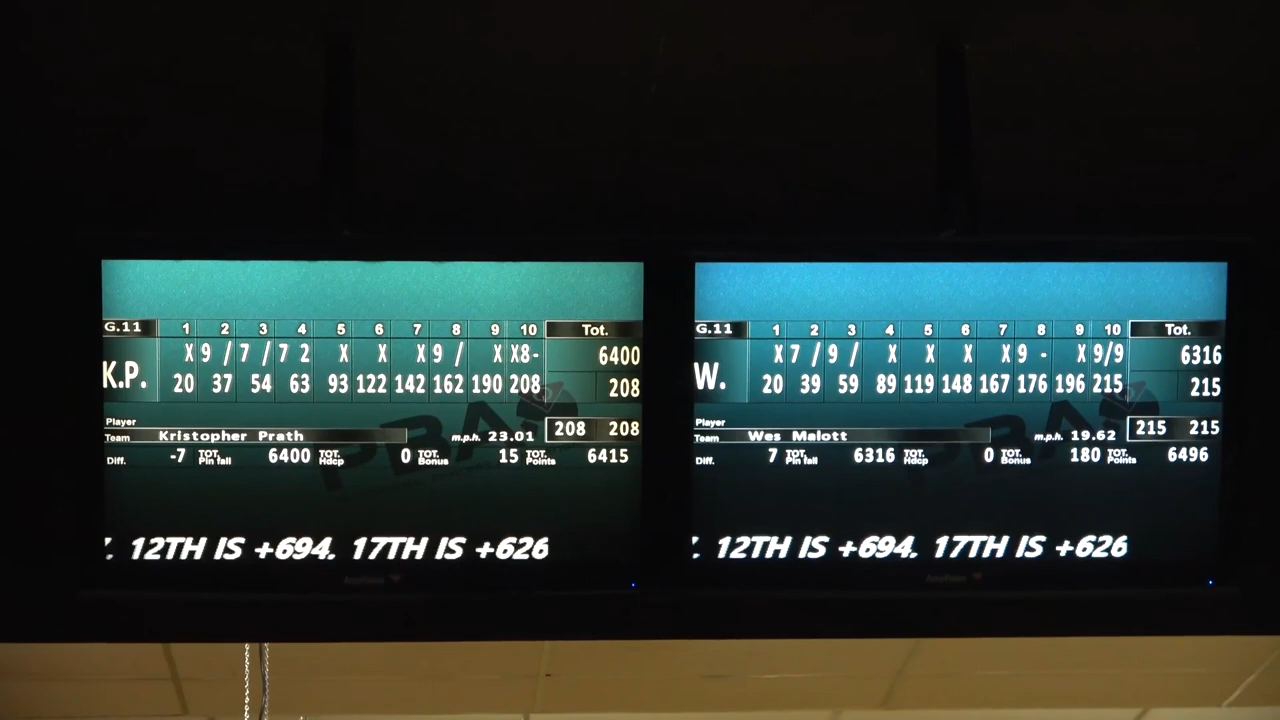 G.11 1 2 3 4 5 6 7 8 9 10 Tot.
K.P. X 9 / 7 / 7 2 X X X 9 / X X8- 6400
20 37 54 63 93 122 142 162 190 208 208
Player
Team Kristopher Prath m.p.h. 23.01 208 208
Diff. -7 TOT. Pin fall 6400 TOT. Hdcp 0 TOT. Bonus 15 TOT. Points 6415
PBA
12TH IS +694. 17TH IS +626
G.11 1 2 3 4 5 6 7 8 9 10 Tot.
W. X 7 / 9 / X X X X 9 - X 9/9 6316
20 39 59 89 119 148 167 176 196 215 215
Player
Team Wes Malott m.p.h. 19.62 215 215
Diff. 7 TOT. Pin fall 6316 TOT. Hdcp 0 TOT. Bonus 180 TOT. Points 6496
PBA
12TH IS +694. 17TH IS +626